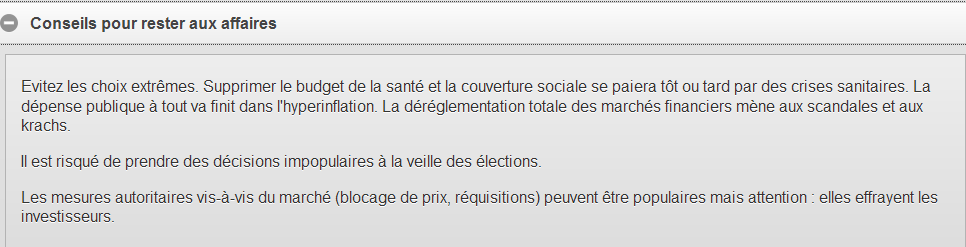 Conseils pour rester aux affaires
Evitez les choix extrêmes. Supprimer le budget de la santé et la couverture sociale se paiera tôt ou tard par des crises sanitaires. La
dépense publique à tout va finit dans l'hyperinflation. La déréglementation totale des marchés financiers mène aux scandales et aux
krachs.
Il est risqué de prendre des décisions impopulaires à la veille des élections.
Les mesures autoritaires vis-à-vis du marché (blocage de prix, réquisitions) peuvent être populaires mais attention : elles effrayent les
investisseurs.